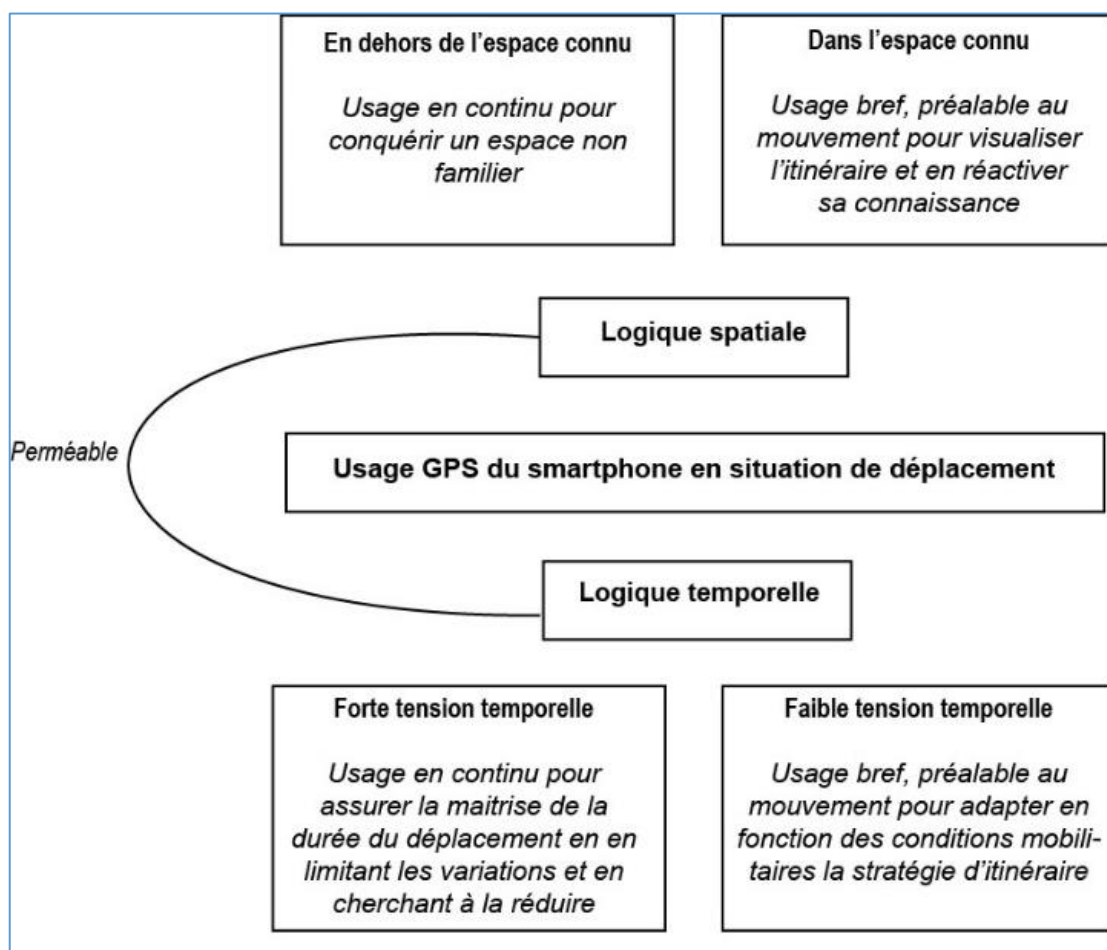 En dehors de l'espace connu
Usage en continu pour
conquérir un espace non
familier
Dans l'espace connu
Usage bref, préalable au
mouvement pour visualiser
l'itinéraire et en réactiver
sa connaissance
Logique spatiale
Perméable
Usage GPS du smartphone en situation de déplacement
Logique temporelle
Forte tension temporelle
Usage en continu pour
assurer la maitrise de la
durée du déplacement en en
limitant les variations et en
cherchant à la réduire
Faible tension temporelle
Usage bref, préalable au
mouvement pour adapter en
fonction des conditions mobili-
taires la stratégie d'itinéraire